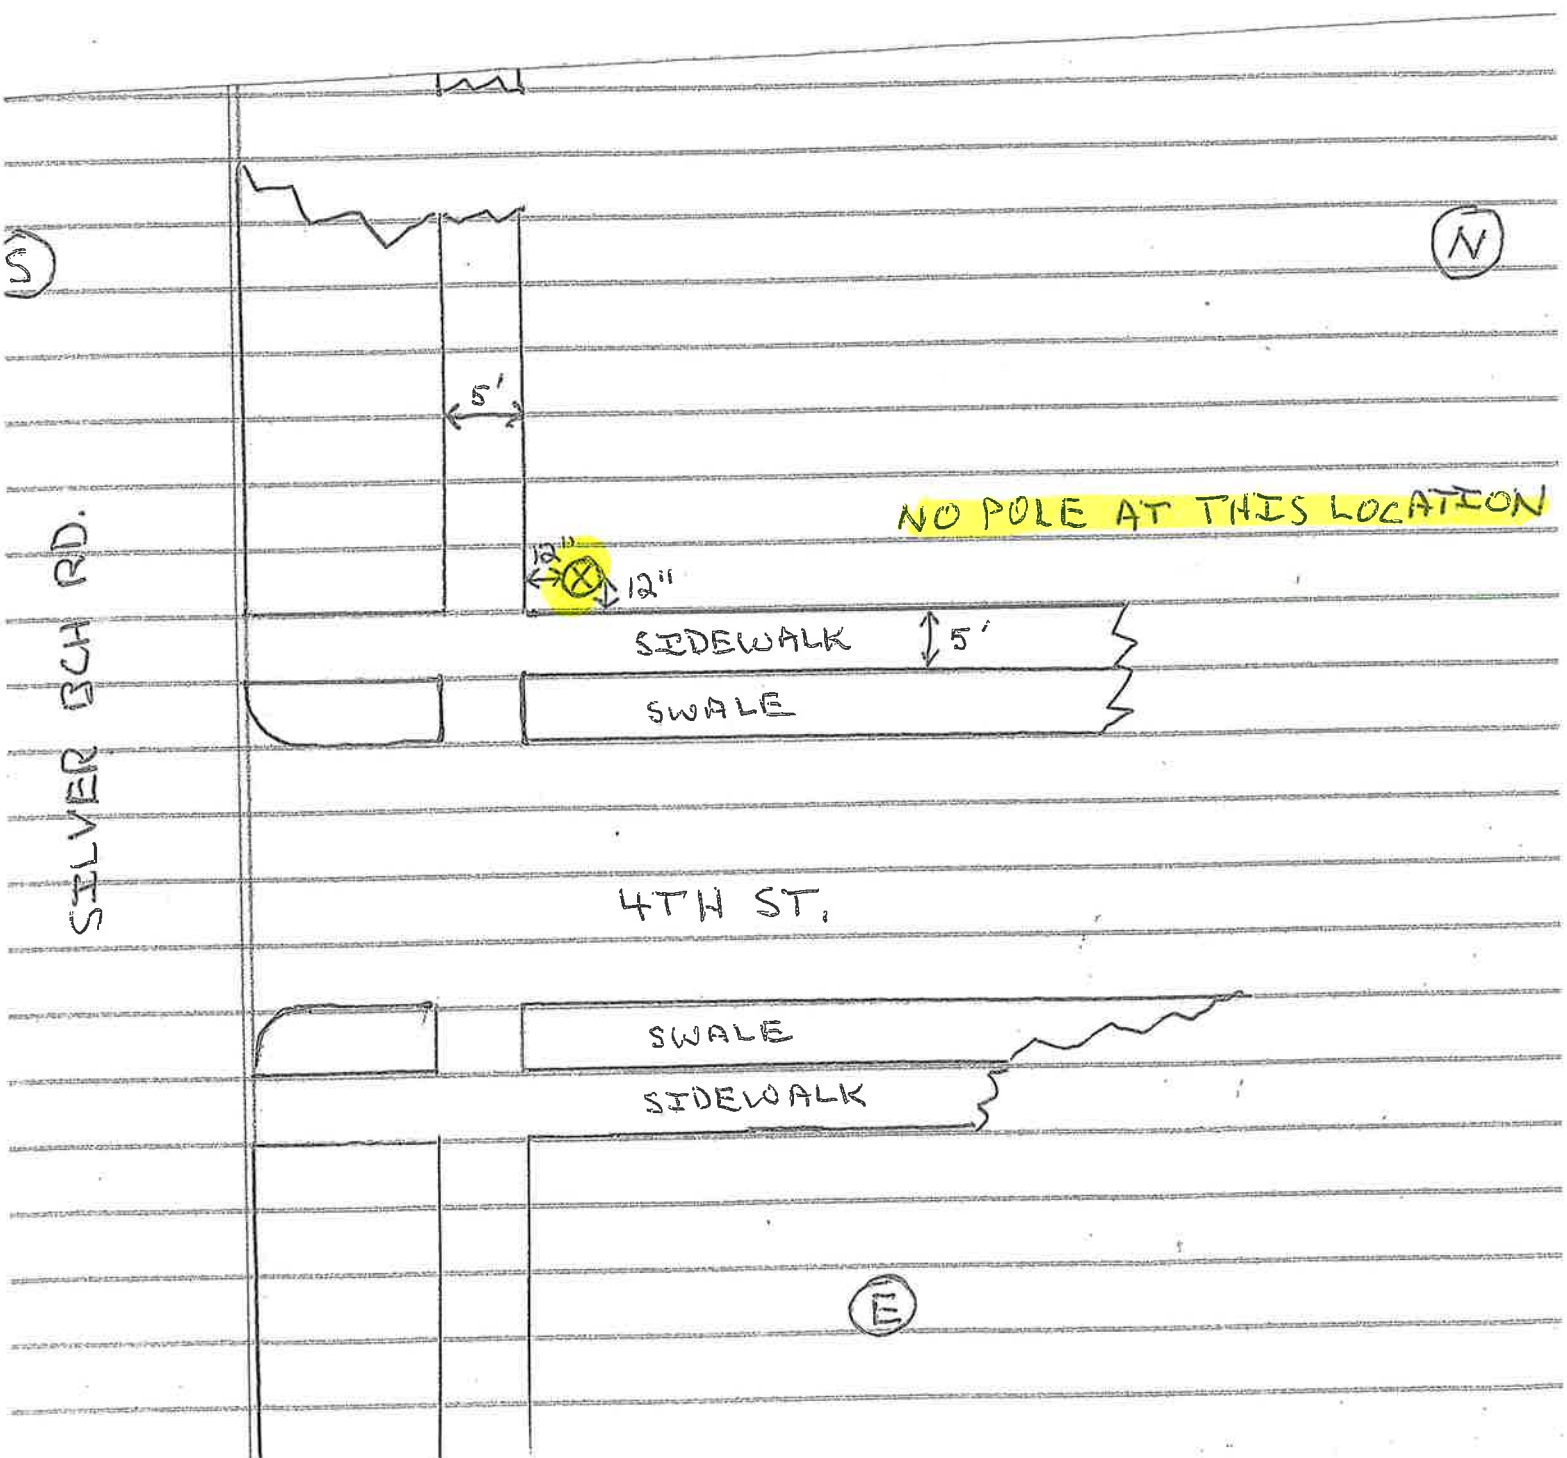 S
N
5'
NO POLE AT THIS LOCATION
12"
X
12"
SIDEWALK 5'
SWALE
SILVER BCH RD.
4TH ST.
SWALE
SIDEWALK
E